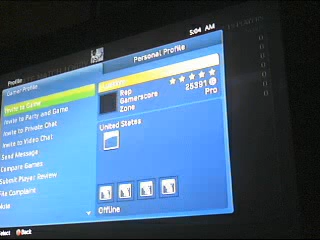 5:04 AM
Profile
Gamer Profile
Personal Profile
Invite to Game
Invite to Party and Game
Invite to Private Chat
Invite to Video Chat
Send Message
Compare Games
Submit Player Review
File Complaint
Mute
Rep
Gamerscore 25391 G
Zone Pro
United States
Offline
Select
Back